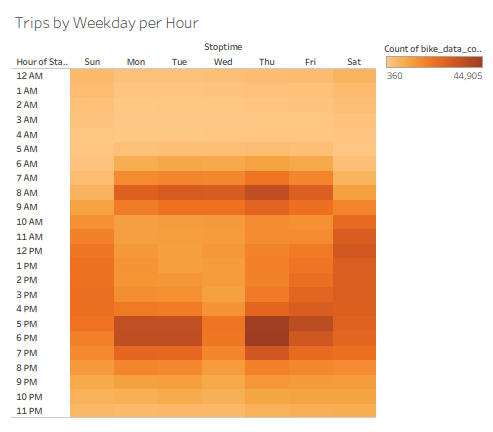 Trips by Weekday per Hour
Stoptime
Hour of Sta.. Sun Mon Tue Wed Thu Fri Sat
12 AM
1 AM
2 AM
3 AM
4 AM
5 AM
6 AM
7 AM
8 AM
9 AM
10 AM
11 AM
12 PM
1 PM
2 PM
3 PM
4 PM
5 PM
6 PM
7 PM
8 PM
9 PM
10 PM
11 PM
Count of bike_data_co..
360 44,905